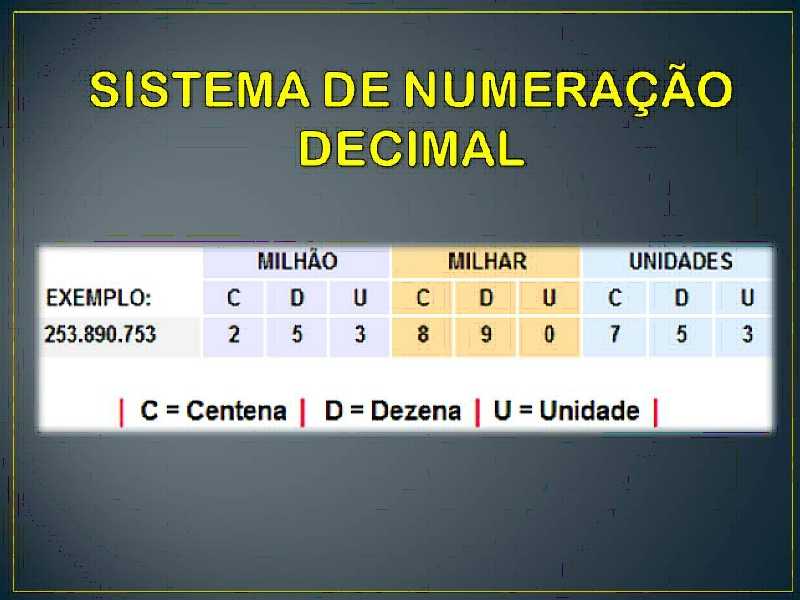 SISTEMA DE NUMERAÇÃO
DECIMAL
MILHÃO MILHAR UNIDADES
EXEMPLO: C D U C D U C D U
253.890.753 2 5 3 8 9 0 7 5 3
| C = Centena | D = Dezena | U = Unidade |